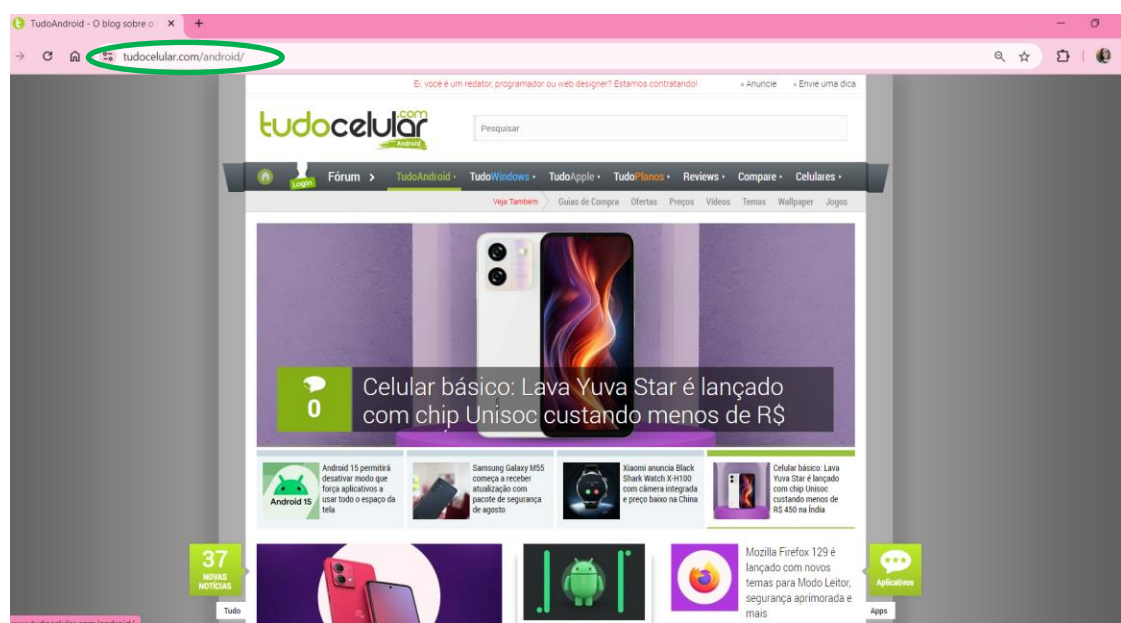 TudoAndroid - O blog sobre o
tudocelular.com/android/
Ei, você é um redator, programador ou web designer? Estamos contratando!
» Anuncie
» Envie uma dica
tudocelular.com
Android
Pesquisar
Login
Fórum >
TudoAndroid
TudoWindows
TudoApple
TudoPlanos
Reviews
Compare
Celulares
Veja Também
Guias de Compra
Ofertas
Preços
Vídeos
Temas
Wallpaper
Jogos
0
Celular básico: Lava Yuva Star é lançado
com chip Unisoc custando menos de R$
Android 15
Android 15 permitirá
desativar modo que
força aplicativos a
usar todo o espaço da
tela
Samsung Galaxy M55
começa a receber
atualização com
pacote de segurança
de agosto
Xiaomi anuncia Black
Shark Watch X-H100
com câmera integrada
e preço baixo na China
Celular básico: Lava
Yuva Star é lançado
com chip Unisoc
custando menos de
R$ 450 na Índia
37
NOVAS
NOTÍCIAS
Tudo
Mozilla Firefox 129 é
lançado com novos
temas para Modo Leitor,
segurança aprimorada e
mais
Aplicativos
Apps